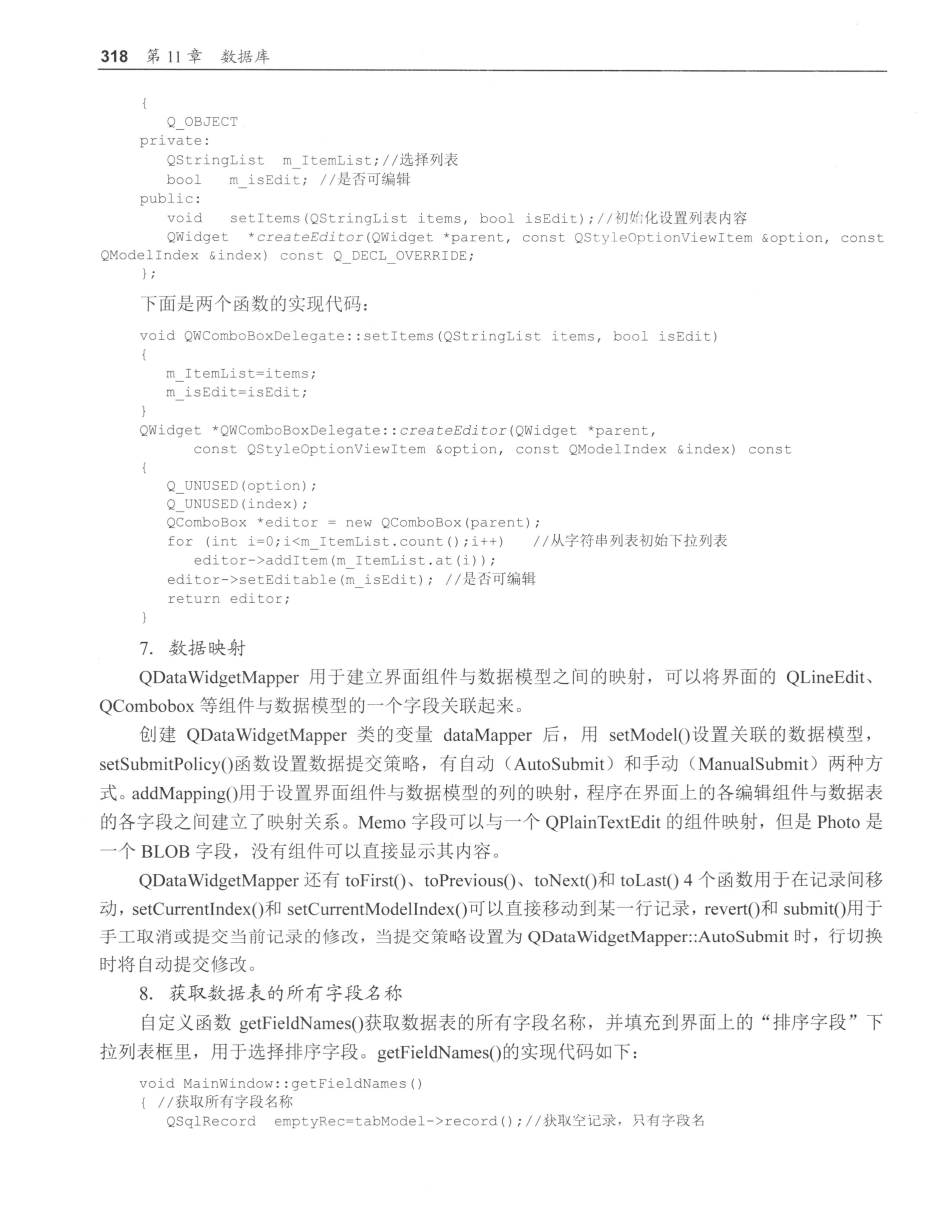 318 第 11 章 数据库
{
Q_OBJECT
private:
QStringList m_ItemList;//选择列表
bool m_isEdit; //是否可编辑
public:
void setItems(QStringList items, bool isEdit);//初始化设置列表内容
QWidget *createEditor(QWidget *parent, const QStyleOptionViewItem &option, const
QModelIndex &index) const Q_DECL_OVERRIDE;
};
下面是两个函数的实现代码：
void QWComboBoxDelegate::setItems(QStringList items, bool isEdit)
{
m_ItemList=items;
m_isEdit=isEdit;
}
QWidget *QWComboBoxDelegate::createEditor(QWidget *parent,
const QStyleOptionViewItem &option, const QModelIndex &index) const
{
Q_UNUSED(option);
Q_UNUSED(index);
QComboBox *editor = new QComboBox(parent);
for (int i=0;i<m_ItemList.count();i++) //从字符串列表初始下拉列表
editor->addItem(m_ItemList.at(i));
editor->setEditable(m_isEdit); //是否可编辑
return editor;
}
7. 数据映射
QDataWidgetMapper 用于建立界面组件与数据模型之间的映射，可以将界面的 QLineEdit、
QCombobox 等组件与数据模型的一个字段关联起来。
创建 QDataWidgetMapper 类的变量 dataMapper 后，用 setModel()设置关联的数据模型，
setSubmitPolicy()函数设置数据提交策略，有自动（AutoSubmit）和手动（ManualSubmit）两种方
式。addMapping()用于设置界面组件与数据模型的列的映射，程序在界面上的各编辑组件与数据表
的各字段之间建立了映射关系。Memo 字段可以与一个 QPlainTextEdit 的组件映射，但是 Photo 是
一个 BLOB 字段，没有组件可以直接显示其内容。
QDataWidgetMapper 还有 toFirst()、toPrevious()、toNext()和 toLast() 4 个函数用于在记录间移
动，setCurrentIndex()和 setCurrentModelIndex()可以直接移动到某一行记录，revert()和 submit()用于
手工取消或提交当前记录的修改，当提交策略设置为 QDataWidgetMapper::AutoSubmit 时，行切换
时将自动提交修改。
8. 获取数据表的所有字段名称
自定义函数 getFieldNames()获取数据表的所有字段名称，并填充到界面上的“排序字段”下
拉列表框里，用于选择排序字段。getFieldNames()的实现代码如下：
void MainWindow::getFieldNames()
{ //获取所有字段名称
QSqlRecord emptyRec=tabModel->record();//获取空记录，只有字段名